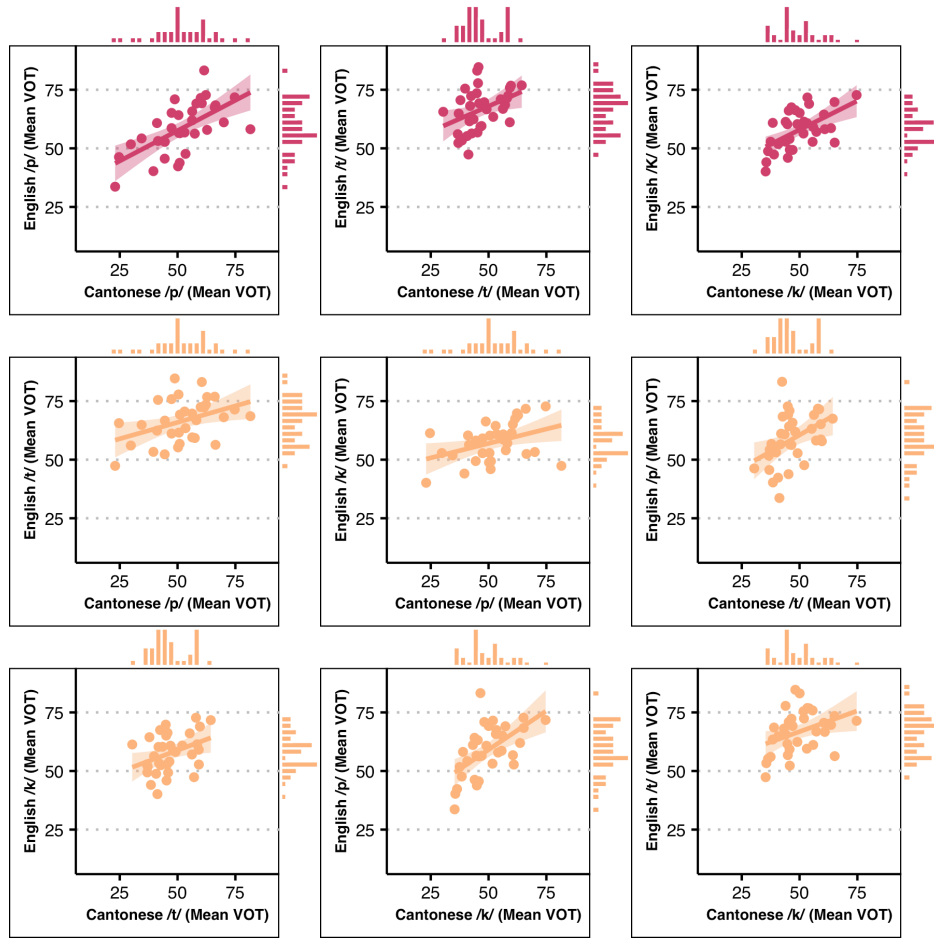 English /p/ (Mean VOT)
75
50
25
25 50 75
Cantonese /p/ (Mean VOT)
English /t/ (Mean VOT)
75
50
25
25 50 75
Cantonese /t/ (Mean VOT)
English /K/ (Mean VOT)
75
50
25
25 50 75
Cantonese /k/ (Mean VOT)
English /t/ (Mean VOT)
75
50
25
25 50 75
Cantonese /p/ (Mean VOT)
English /k/ (Mean VOT)
75
50
25
25 50 75
Cantonese /p/ (Mean VOT)
English /p/ (Mean VOT)
75
50
25
25 50 75
Cantonese /t/ (Mean VOT)
English /k/ (Mean VOT)
75
50
25
25 50 75
Cantonese /t/ (Mean VOT)
English /p/ (Mean VOT)
75
50
25
25 50 75
Cantonese /k/ (Mean VOT)
English /t/ (Mean VOT)
75
50
25
25 50 75
Cantonese /k/ (Mean VOT)